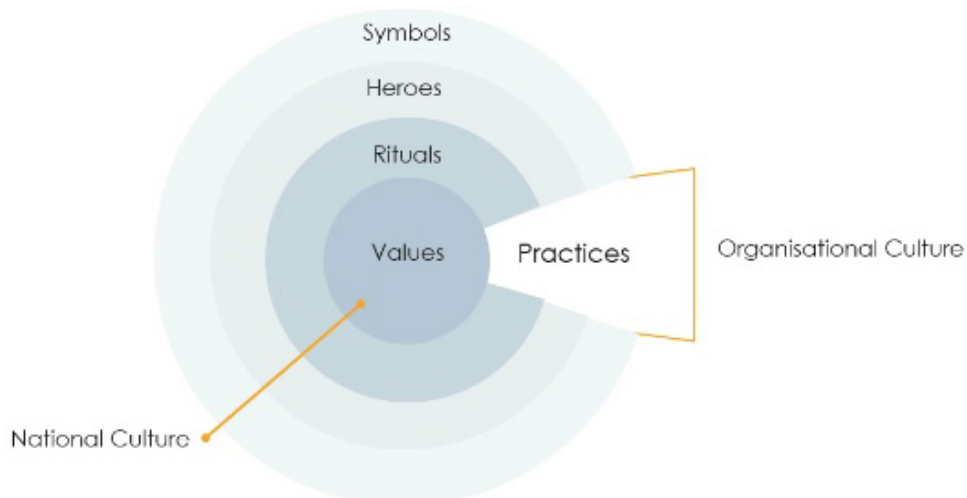 Symbols
Heroes
Rituals
Values
Practices
Organisational Culture
National Culture